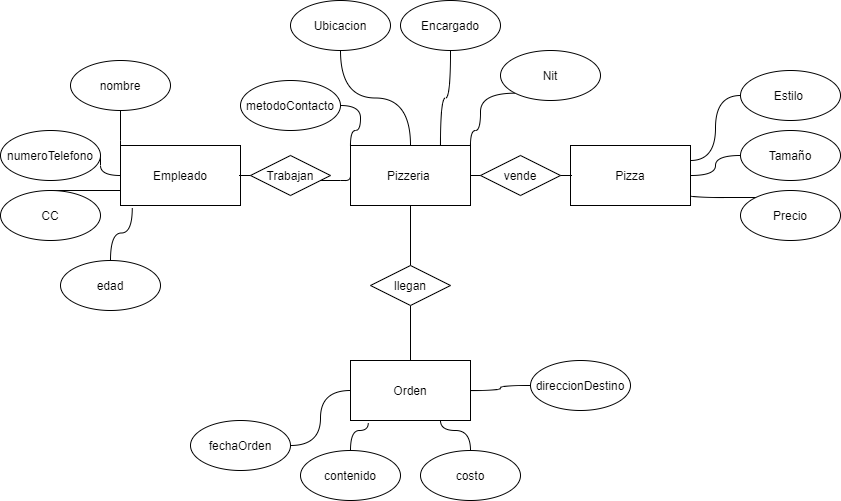 Ubicacion
Encargado
Nit
nombre
metodoContacto
Estilo
numeroTelefono
Tamaño
Empleado
Trabajan
Pizzeria
vende
Pizza
CC
Precio
edad
llegan
Orden
direccionDestino
fechaOrden
contenido
costo